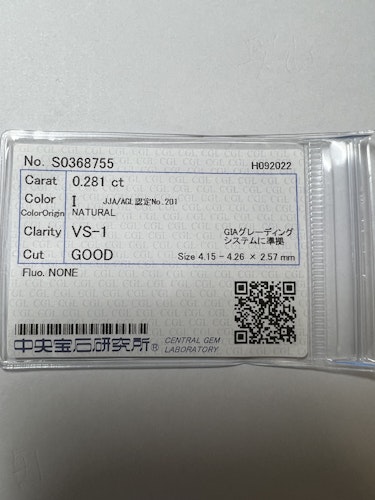 No. S0368755 H092022
Carat 0.281 ct
Color I JJA/AGL認定No.201
ColorOrigin NATURAL
Clarity VS-1 GIAグレーディング
システムに準拠
Cut GOOD Size 4.15 - 4.26 × 2.57 mm
Fluo. NONE
中央宝石研究所® CENTRAL GEM
LABORATORY